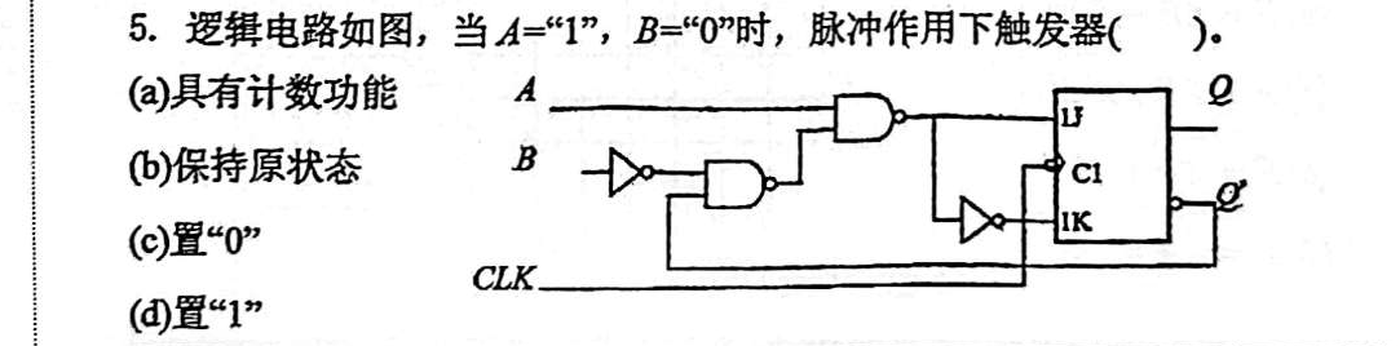 5. 逻辑电路如图，当 A=“1”，B=“0”时，脉冲作用下触发器(　　)。
(a)具有计数功能
(b)保持原状态
(c)置“0”
(d)置“1”
A
B
CLK
1J
C1
1K
Q
Q'